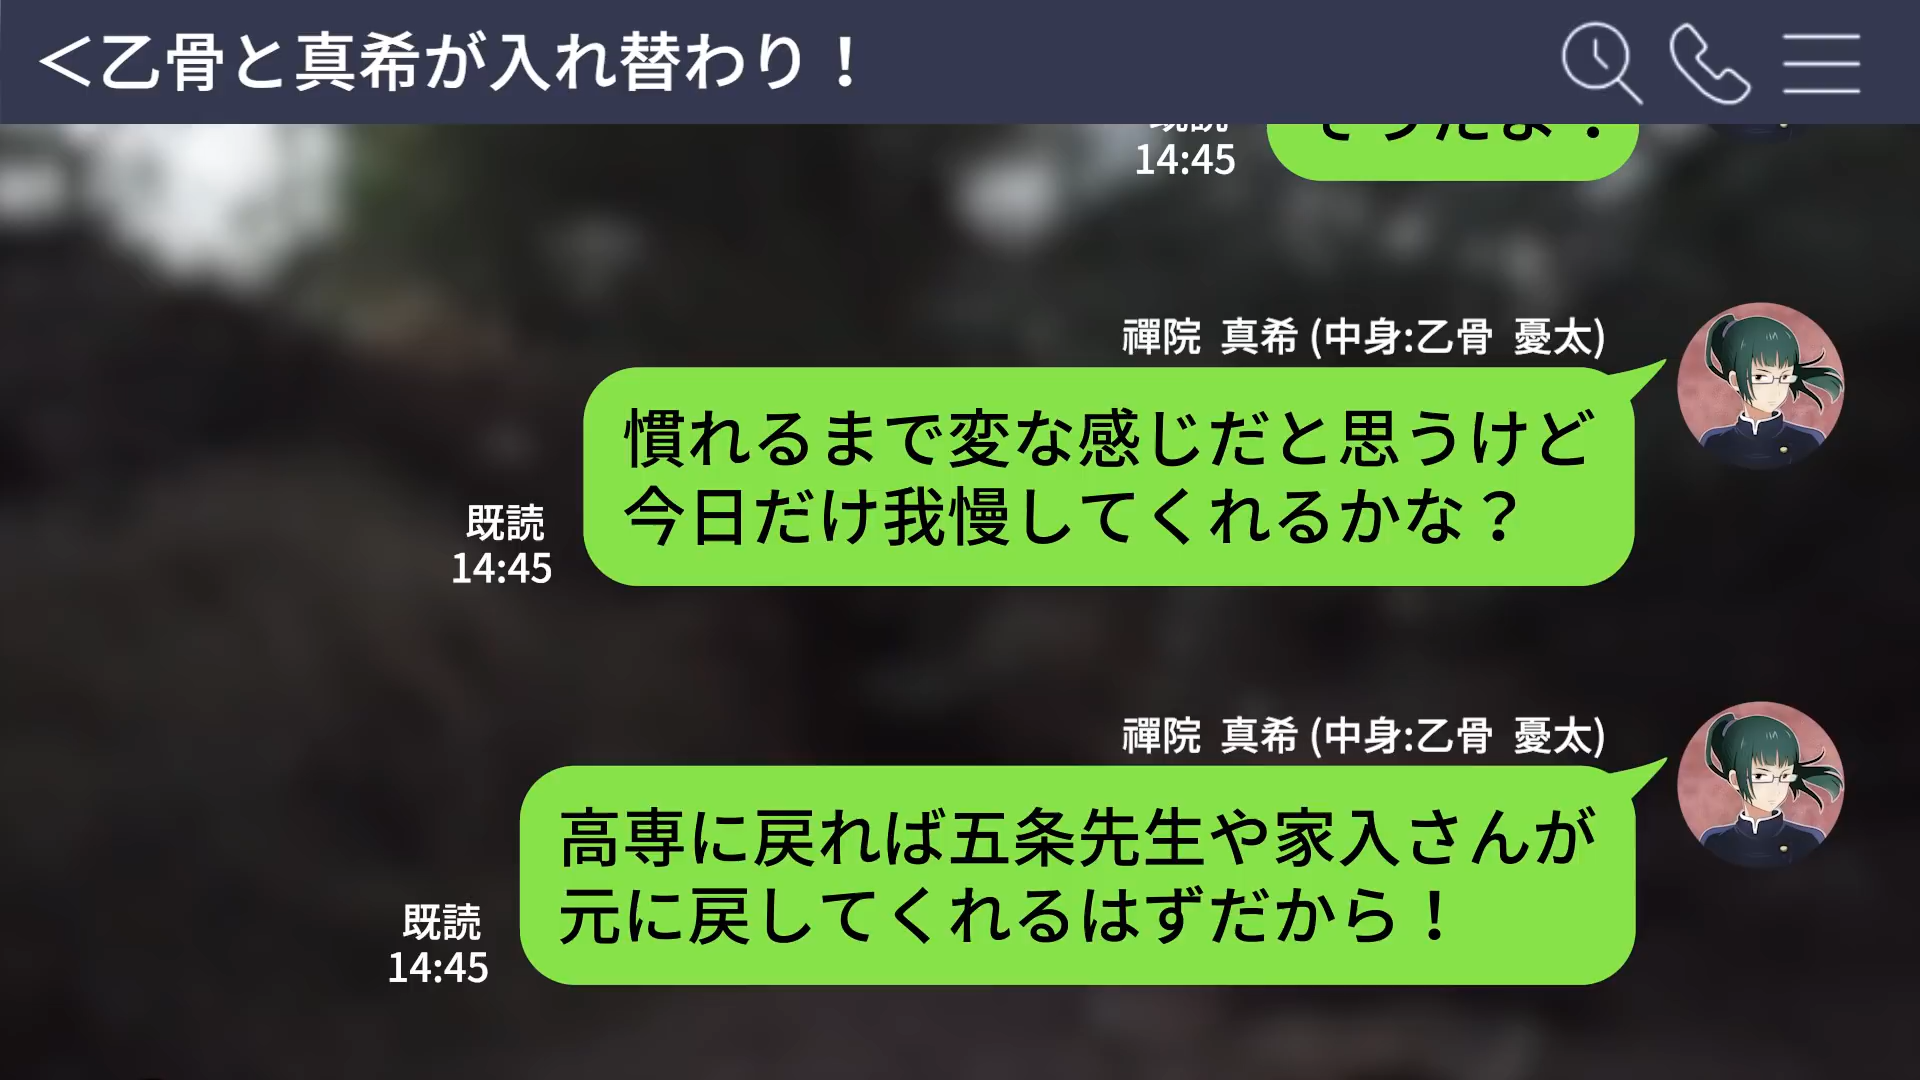 ＜乙骨と真希が入れ替わり！
14:45
禪院 真希 (中身:乙骨 憂太)
慣れるまで変な感じだと思うけど
今日だけ我慢してくれるかな？
既読
14:45
禪院 真希 (中身:乙骨 憂太)
高専に戻れば五条先生や家入さんが
元に戻してくれるはずだから！
既読
14:45